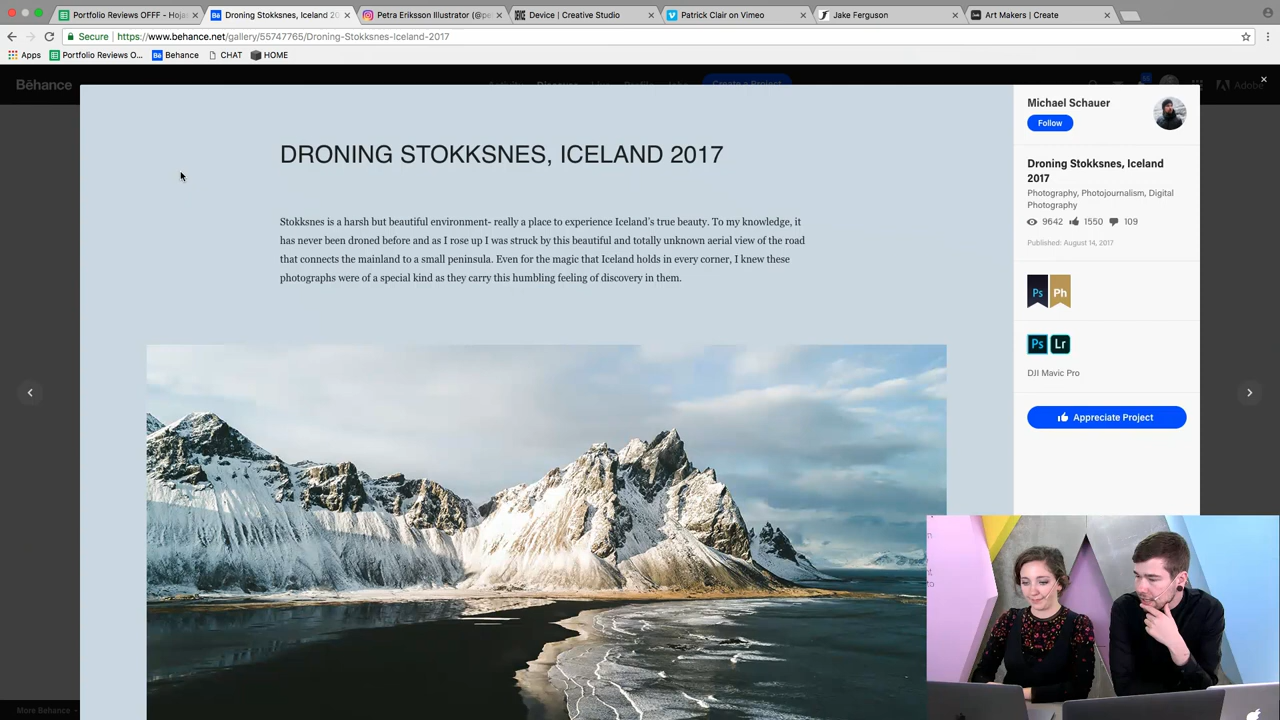 Portfolio Reviews OFFF - Hojas
Droning Stokksnes, Iceland 20
Petra Eriksson Illustrator (@pe
Device | Creative Studio
Patrick Clair on Vimeo
Jake Ferguson
Art Makers | Create
Secure
https://www.behance.net/gallery/55747765/Droning-Stokksnes-Iceland-2017
Apps
Portfolio Reviews O...
Behance
CHAT
HOME
Bēhance
Discover
Create a Project
Adobe
DRONING STOKKSNES, ICELAND 2017
Stokksnes is a harsh but beautiful environment- really a place to experience Iceland's true beauty. To my knowledge, it
has never been droned before and as I rose up I was struck by this beautiful and totally unknown aerial view of the road
that connects the mainland to a small peninsula. Even for the magic that Iceland holds in every corner, I knew these
photographs were of a special kind as they carry this humbling feeling of discovery in them.
Michael Schauer
Follow
Droning Stokksnes, Iceland
2017
Photography, Photojournalism, Digital
Photography
9642 1550 109
Published: August 14, 2017
Ps Ph
Ps Lr
DJI Mavic Pro
Appreciate Project
More Behance